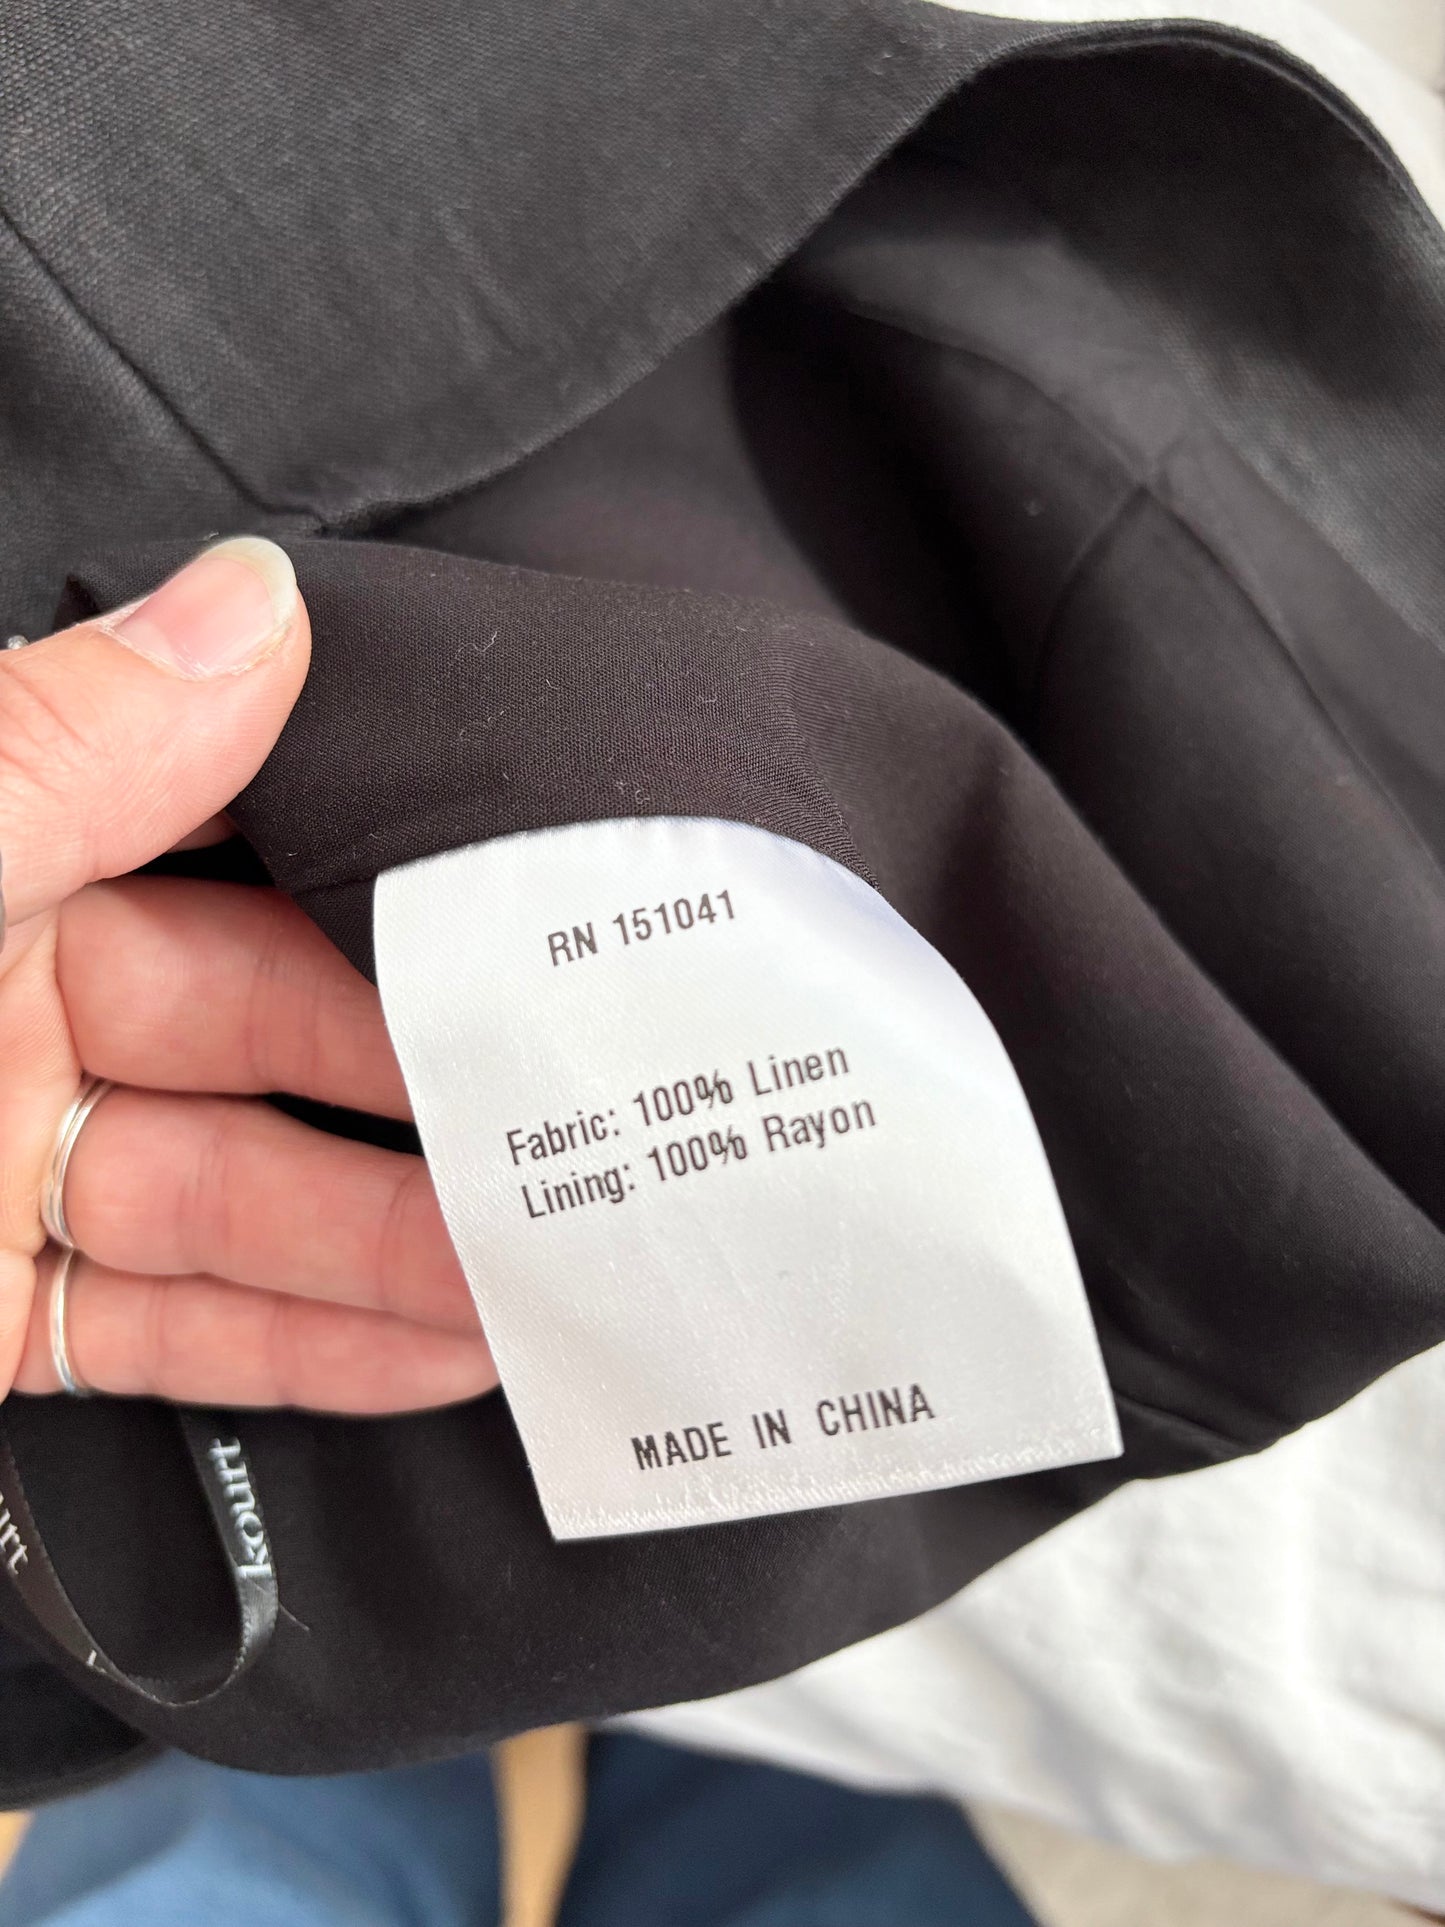 RN 151041
Fabric: 100% Linen
Lining: 100% Rayon
MADE IN CHINA
kourt